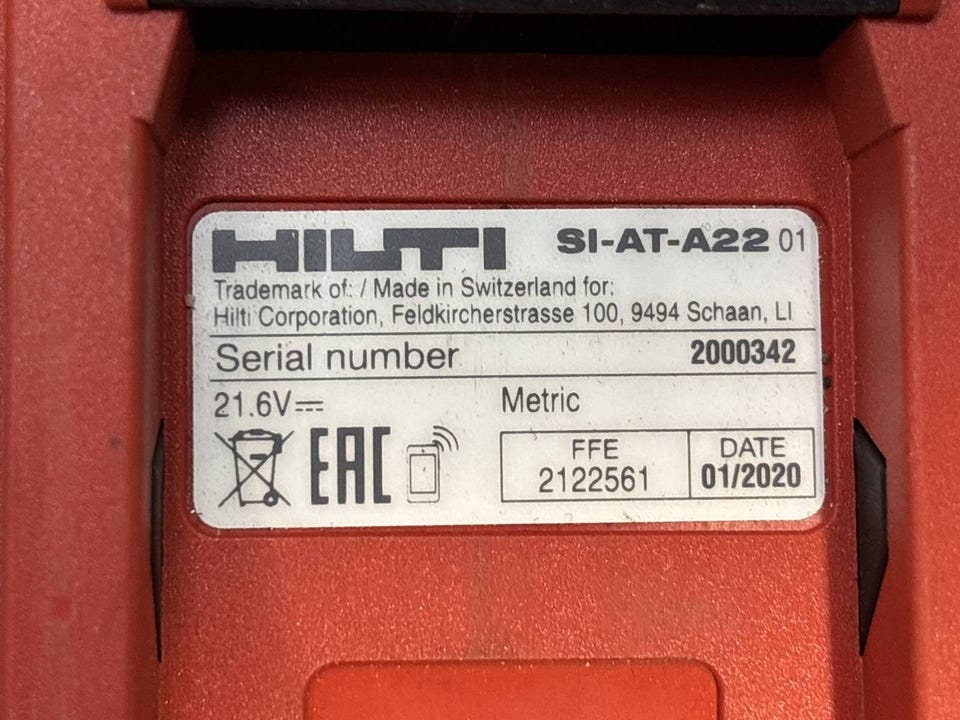 HILTI SI-AT-A22 01
Trademark of: / Made in Switzerland for:
Hilti Corporation, Feldkircherstrasse 100, 9494 Schaan, LI
Serial number 2000342
21.6V Metric
EAC
FFE
2122561
DATE
01/2020